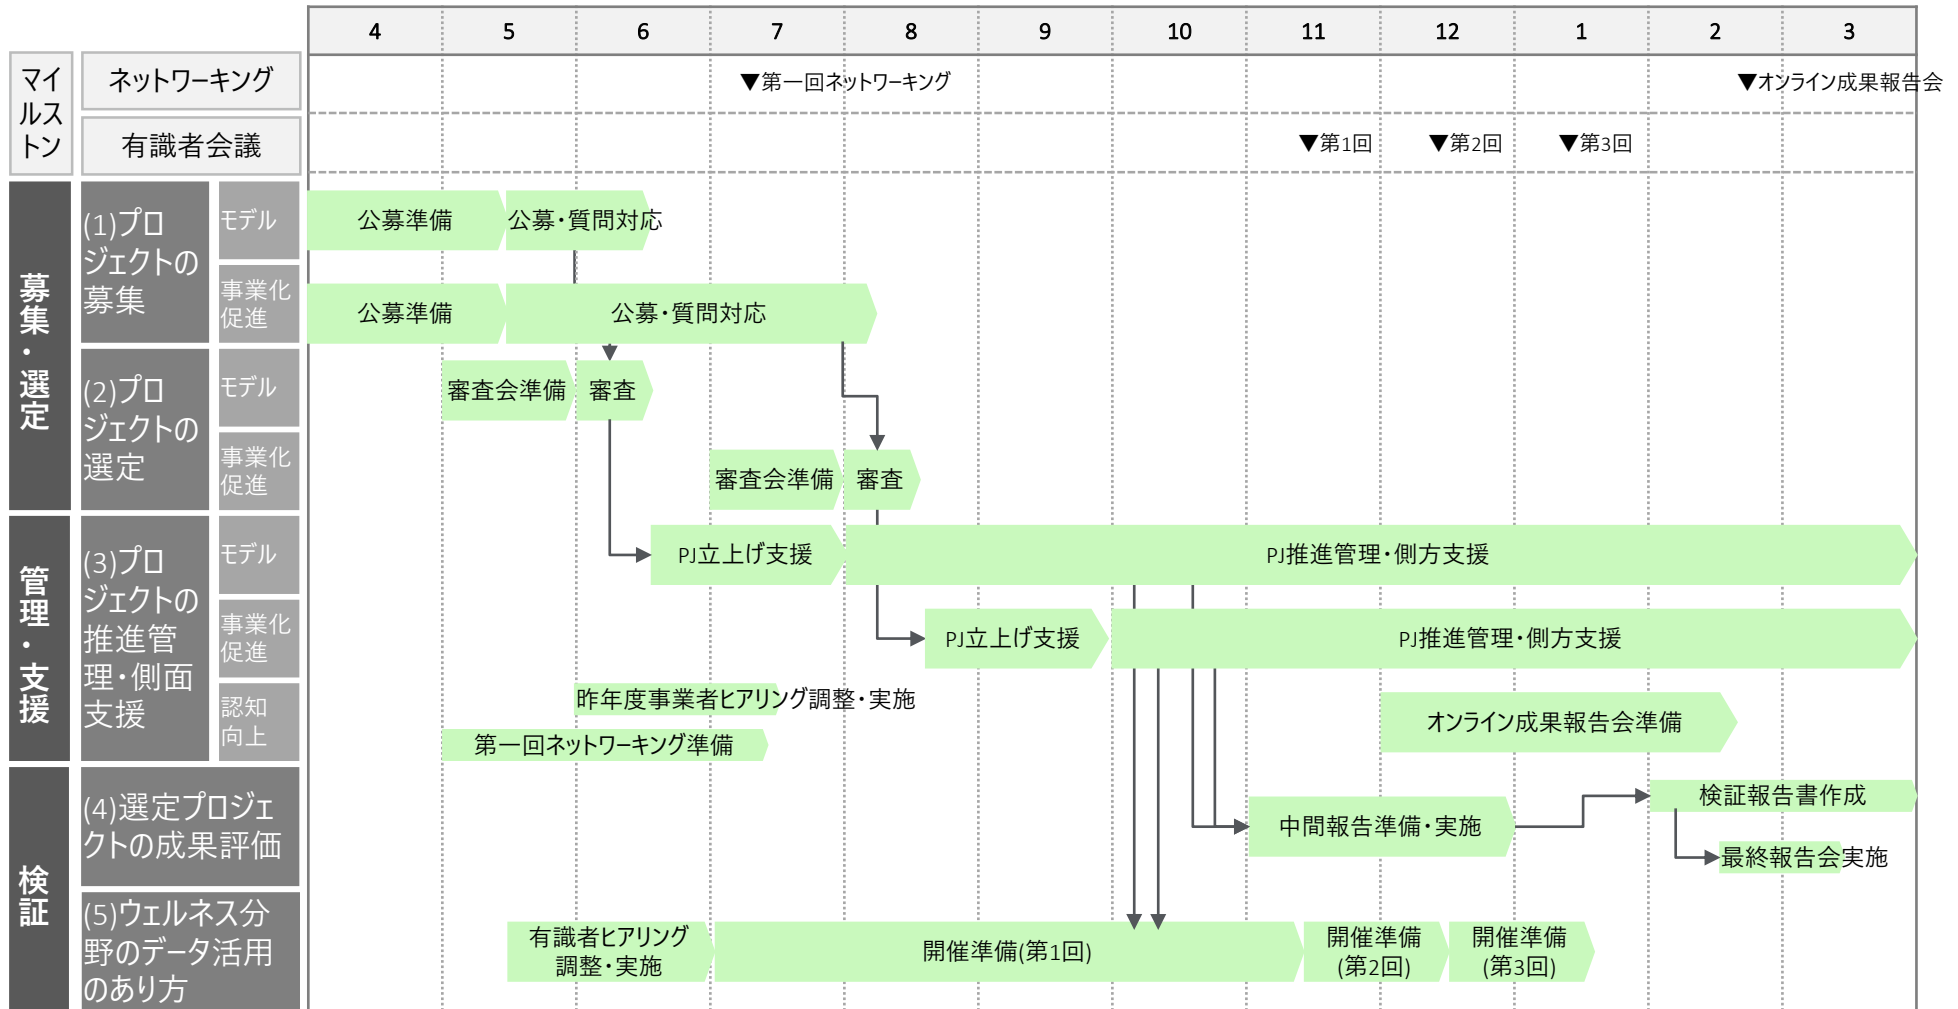 4 5 6 7 8 9 10 11 12 1 2 3
マイ
ルス
トン
ネットワーキング
▼第一回ネットワーキング
▼オンライン成果報告会
有識者会議
▼第1回
▼第2回
▼第3回
募集・選定
(1)プロ
ジェクトの
募集
モデル
公募準備
公募・質問対応
事業化
促進
公募準備
公募・質問対応
(2)プロ
ジェクトの
選定
モデル
審査会準備
審査
事業化
促進
審査会準備
審査
管理・支援
(3)プロ
ジェクトの
推進管
理・側面
支援
モデル
PJ立上げ支援
PJ推進管理・側方支援
事業化
促進
PJ立上げ支援
PJ推進管理・側方支援
認知
向上
昨年度事業者ヒアリング調整・実施
第一回ネットワーキング準備
オンライン成果報告会準備
検証
(4)選定プロジェ
クトの成果評価
中間報告準備・実施
検証報告書作成
最終報告会実施
(5)ウェルネス分
野のデータ活用
のあり方
有識者ヒアリング
調整・実施
開催準備(第1回)
開催準備
(第2回)
開催準備
(第3回)